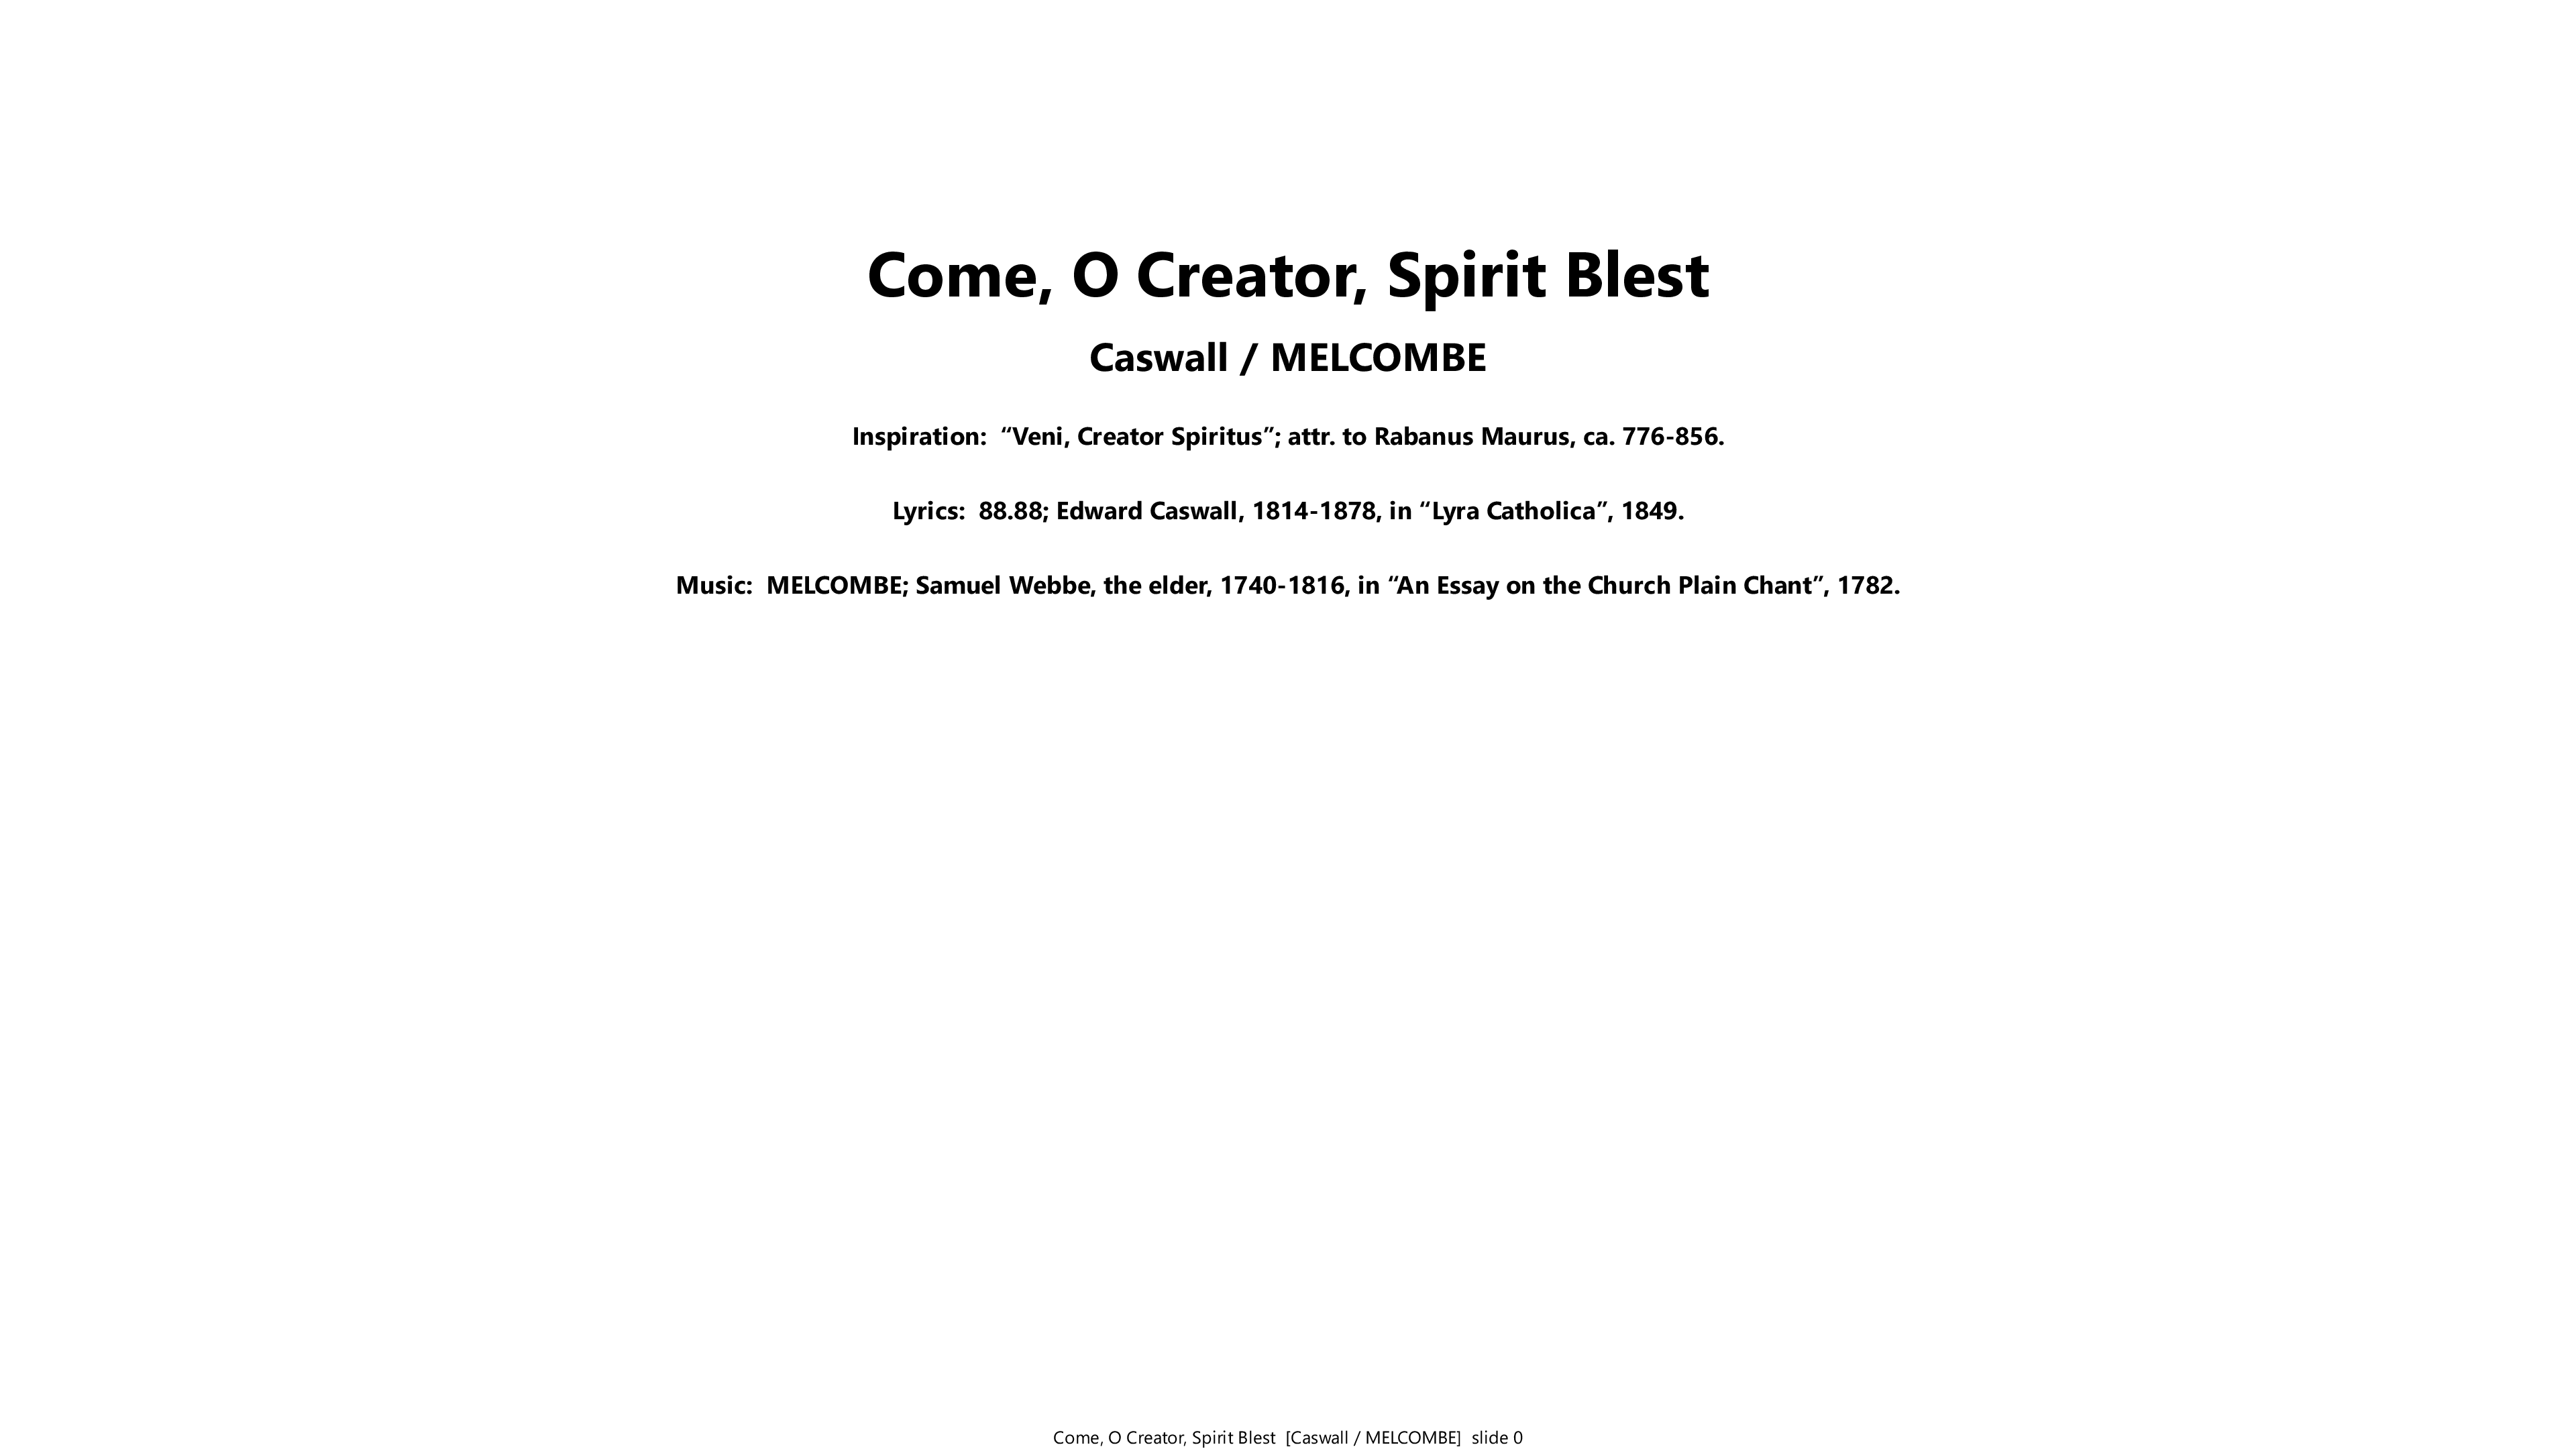 Come, O Creator, Spirit Blest
Caswall / MELCOMBE
Inspiration:  “Veni, Creator Spiritus”; attr. to Rabanus Maurus, ca. 776-856.
Lyrics:  88.88; Edward Caswall, 1814-1878, in “Lyra Catholica”, 1849.
Music:  MELCOMBE; Samuel Webbe, the elder, 1740-1816, in “An Essay on the Church Plain Chant”, 1782.
Come, O Creator, Spirit Blest  [Caswall / MELCOMBE]  slide 0